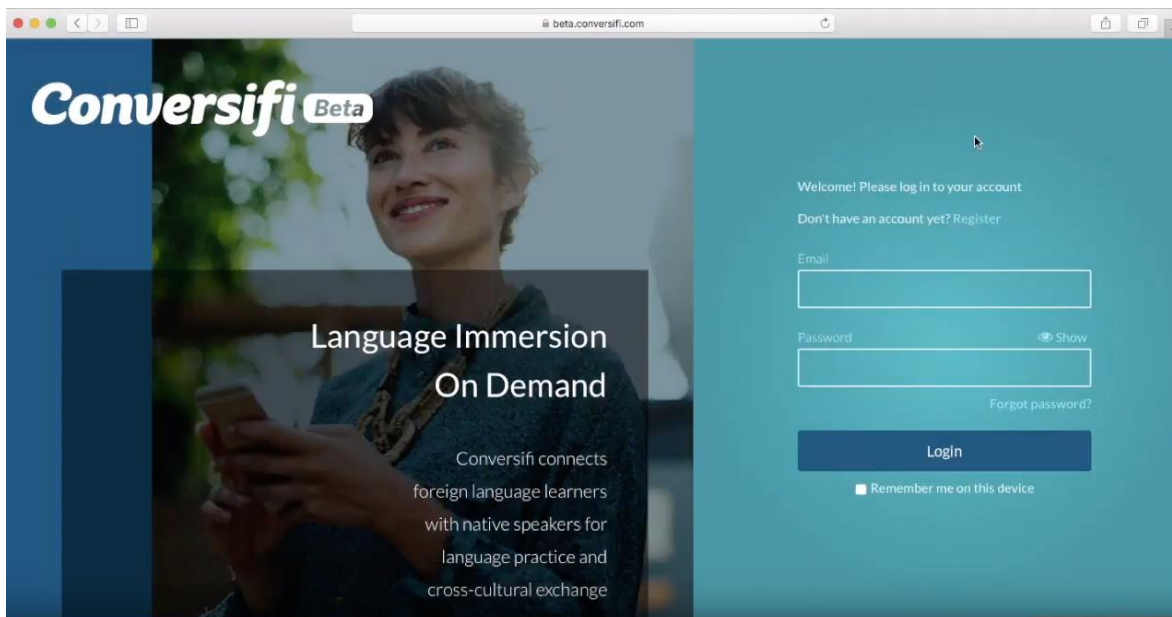 beta.conversifi.com
Conversifi Beta
Language Immersion
On Demand
Conversifi connects
foreign language learners
with native speakers for
language practice and
cross-cultural exchange
Welcome! Please log in to your account
Don't have an account yet? Register
Email
Password Show
Forgot password?
Login
Remember me on this device